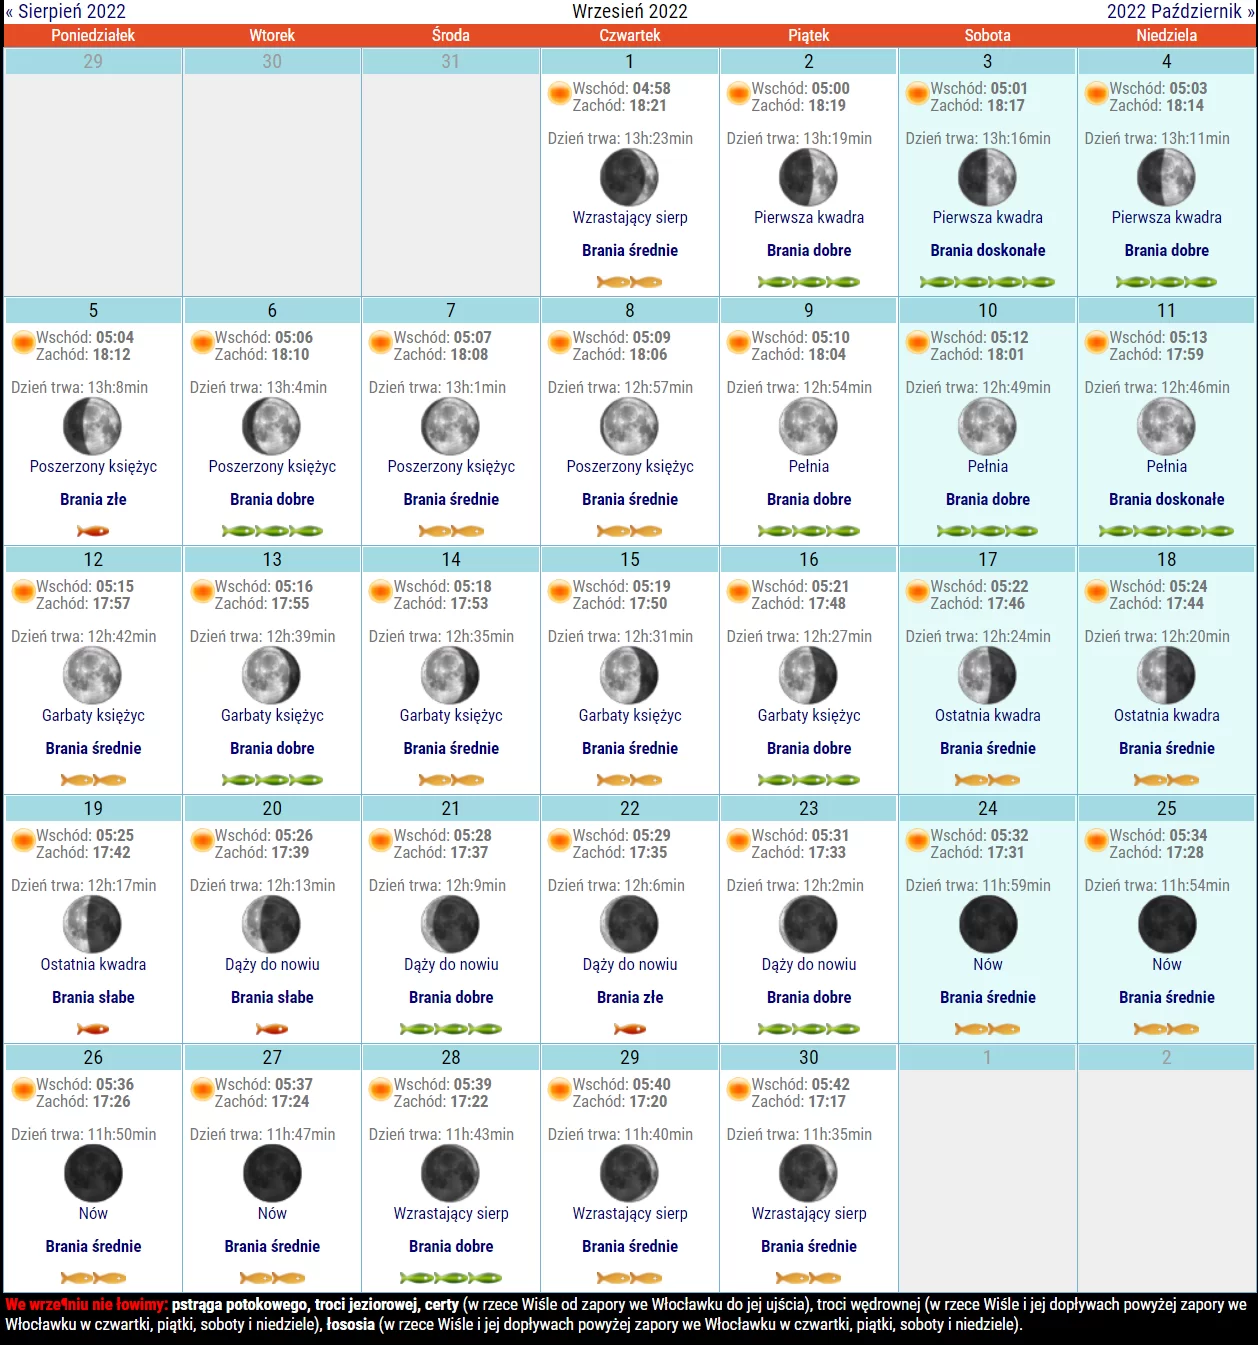 « Sierpień 2022 Wrzesień 2022 2022 Październik »
Poniedziałek Wtorek Środa Czwartek Piątek Sobota Niedziela
29 30 31 1 2 3 4
Wschód: 04:58 Wschód: 05:00 Wschód: 05:01 Wschód: 05:03
Zachód: 18:21 Zachód: 18:19 Zachód: 18:17 Zachód: 18:14
Dzień trwa: 13h:23min Dzień trwa: 13h:19min Dzień trwa: 13h:16min Dzień trwa: 13h:11min
Wzrastający sierp Pierwsza kwadra Pierwsza kwadra Pierwsza kwadra
Brania średnie Brania dobre Brania doskonałe Brania dobre
5 6 7 8 9 10 11
Wschód: 05:04 Wschód: 05:06 Wschód: 05:07 Wschód: 05:09 Wschód: 05:10 Wschód: 05:12 Wschód: 05:13
Zachód: 18:12 Zachód: 18:10 Zachód: 18:08 Zachód: 18:06 Zachód: 18:04 Zachód: 18:01 Zachód: 17:59
Dzień trwa: 13h:8min Dzień trwa: 13h:4min Dzień trwa: 13h:1min Dzień trwa: 12h:57min Dzień trwa: 12h:54min Dzień trwa: 12h:49min Dzień trwa: 12h:46min
Poszerzony księżyc Poszerzony księżyc Poszerzony księżyc Poszerzony księżyc Pełnia Pełnia Pełnia
Brania złe Brania dobre Brania średnie Brania średnie Brania dobre Brania dobre Brania doskonałe
12 13 14 15 16 17 18
Wschód: 05:15 Wschód: 05:16 Wschód: 05:18 Wschód: 05:19 Wschód: 05:21 Wschód: 05:22 Wschód: 05:24
Zachód: 17:57 Zachód: 17:55 Zachód: 17:53 Zachód: 17:50 Zachód: 17:48 Zachód: 17:46 Zachód: 17:44
Dzień trwa: 12h:42min Dzień trwa: 12h:39min Dzień trwa: 12h:35min Dzień trwa: 12h:31min Dzień trwa: 12h:27min Dzień trwa: 12h:24min Dzień trwa: 12h:20min
Garbaty księżyc Garbaty księżyc Garbaty księżyc Garbaty księżyc Garbaty księżyc Ostatnia kwadra Ostatnia kwadra
Brania średnie Brania dobre Brania średnie Brania średnie Brania dobre Brania średnie Brania średnie
19 20 21 22 23 24 25
Wschód: 05:25 Wschód: 05:26 Wschód: 05:28 Wschód: 05:29 Wschód: 05:31 Wschód: 05:32 Wschód: 05:34
Zachód: 17:42 Zachód: 17:39 Zachód: 17:37 Zachód: 17:35 Zachód: 17:33 Zachód: 17:31 Zachód: 17:28
Dzień trwa: 12h:17min Dzień trwa: 12h:13min Dzień trwa: 12h:9min Dzień trwa: 12h:6min Dzień trwa: 12h:2min Dzień trwa: 11h:59min Dzień trwa: 11h:54min
Ostatnia kwadra Dąży do nowiu Dąży do nowiu Dąży do nowiu Dąży do nowiu Nów Nów
Brania słabe Brania słabe Brania dobre Brania złe Brania dobre Brania średnie Brania średnie
26 27 28 29 30 1 2
Wschód: 05:36 Wschód: 05:37 Wschód: 05:39 Wschód: 05:40 Wschód: 05:42
Zachód: 17:26 Zachód: 17:24 Zachód: 17:22 Zachód: 17:20 Zachód: 17:17
Dzień trwa: 11h:50min Dzień trwa: 11h:47min Dzień trwa: 11h:43min Dzień trwa: 11h:40min Dzień trwa: 11h:35min
Nów Nów Wzrastający sierp Wzrastający sierp Wzrastający sierp
Brania średnie Brania średnie Brania dobre Brania średnie Brania średnie
We wrze¶niu nie łowimy: pstrąga potokowego, troci jeziorowej, certy (w rzece Wiśle od zapory we Włocławku do jej ujścia), troci wędrownej (w rzece Wiśle i jej dopływach powyżej zapory we
Włocławku w czwartki, piątki, soboty i niedziele), łososia (w rzece Wiśle i jej dopływach powyżej zapory we Włocławku w czwartki, piątki, soboty i niedziele).